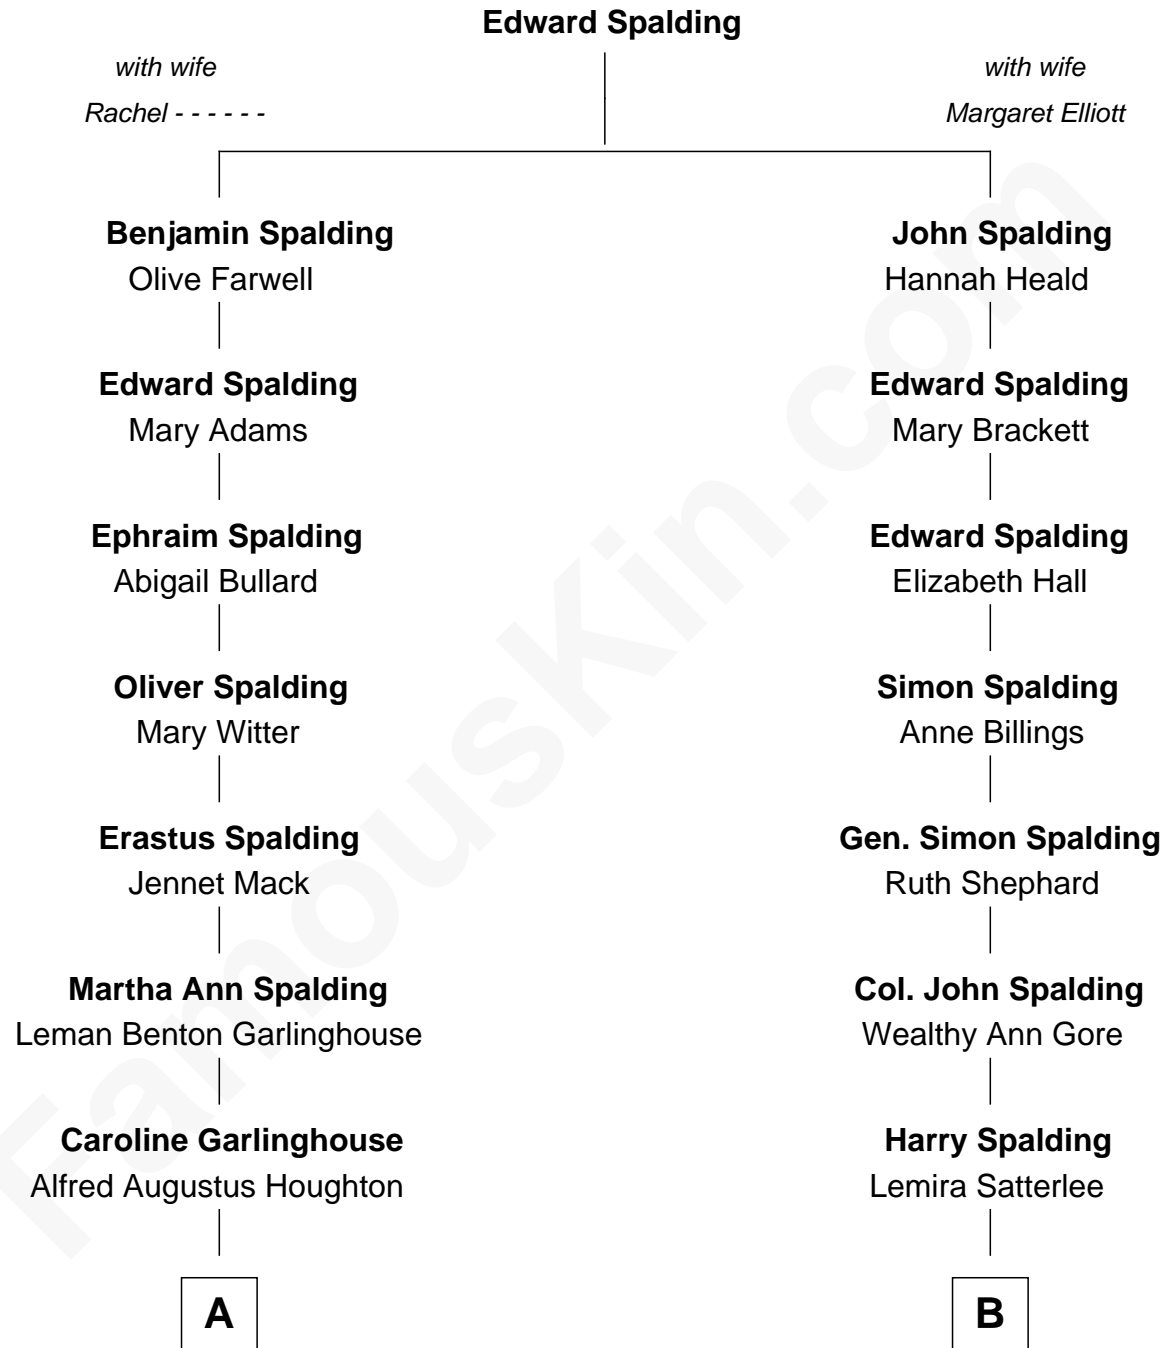 Edward Spalding
with wife
Rachel - - - - - -
with wife
Margaret Elliott
Benjamin Spalding
Olive Farwell
John Spalding
Hannah Heald
Edward Spalding
Mary Adams
Edward Spalding
Mary Brackett
Ephraim Spalding
Abigail Bullard
Edward Spalding
Elizabeth Hall
Oliver Spalding
Mary Witter
Simon Spalding
Anne Billings
Erastus Spalding
Jennet Mack
Gen. Simon Spalding
Ruth Shephard
Martha Ann Spalding
Leman Benton Garlinghouse
Col. John Spalding
Wealthy Ann Gore
Caroline Garlinghouse
Alfred Augustus Houghton
Harry Spalding
Lemira Satterlee
A
B
FamousKin.com